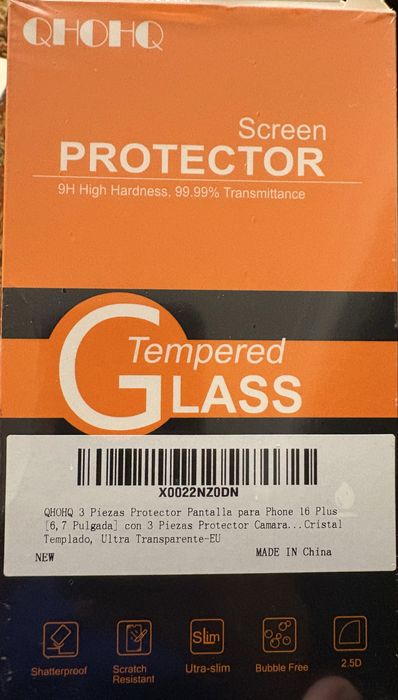 QHOHQ
Screen
PROTECTOR
9H High Hardness. 99.99% Transmittance
Tempered
GLASS
X0022NZ0DN
QHOHQ 3 Piezas Protector Pantalla para Phone 16 Plus
[6,7 Pulgada] con 3 Piezas Protector Camara...Cristal
Templado, Ultra Transparente-EU
NEW MADE IN China
Shatterproof
Scratch
Resistant
Slim
Utra-slim
Bubble Free
2.5D